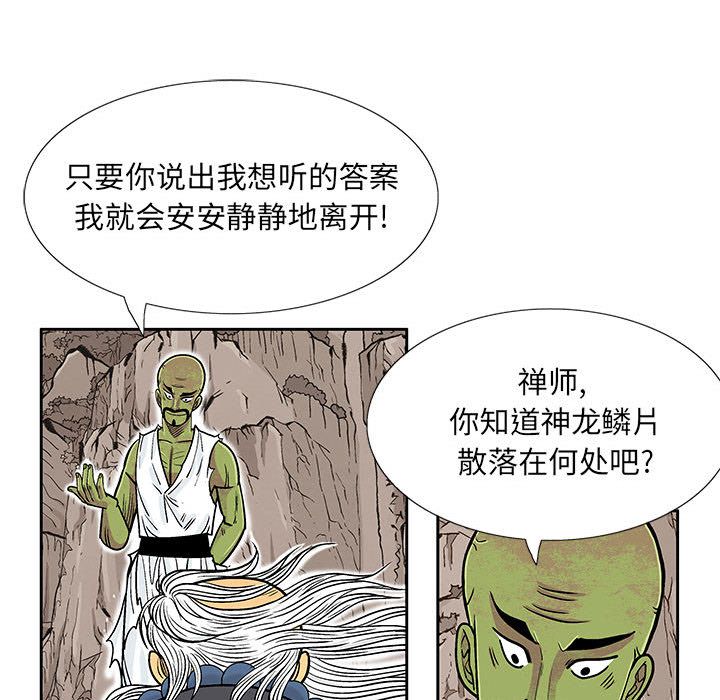 只要你说出我想听的答案
我就会安安静静地离开!
禅师,
你知道神龙鳞片
散落在何处吧?